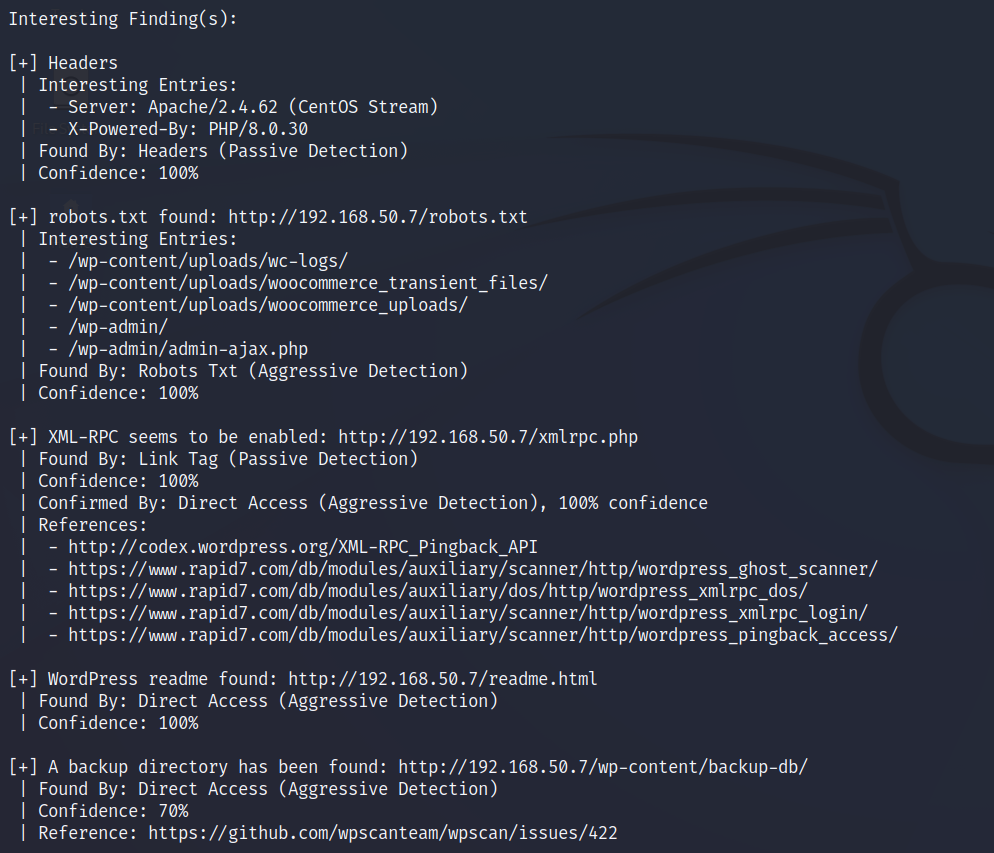 Interesting Finding(s):
[+] Headers
| Interesting Entries:
|  - Server: Apache/2.4.62 (CentOS Stream)
|  - X-Powered-By: PHP/8.0.30
| Found By: Headers (Passive Detection)
| Confidence: 100%
[+] robots.txt found: http://192.168.50.7/robots.txt
| Interesting Entries:
|  - /wp-content/uploads/wc-logs/
|  - /wp-content/uploads/woocommerce_transient_files/
|  - /wp-content/uploads/woocommerce_uploads/
|  - /wp-admin/
|  - /wp-admin/admin-ajax.php
| Found By: Robots Txt (Aggressive Detection)
| Confidence: 100%
[+] XML-RPC seems to be enabled: http://192.168.50.7/xmlrpc.php
| Found By: Link Tag (Passive Detection)
| Confidence: 100%
| Confirmed By: Direct Access (Aggressive Detection), 100% confidence
| References:
|  - http://codex.wordpress.org/XML-RPC_Pingback_API
|  - https://www.rapid7.com/db/modules/auxiliary/scanner/http/wordpress_ghost_scanner/
|  - https://www.rapid7.com/db/modules/auxiliary/dos/http/wordpress_xmlrpc_dos/
|  - https://www.rapid7.com/db/modules/auxiliary/scanner/http/wordpress_xmlrpc_login/
|  - https://www.rapid7.com/db/modules/auxiliary/scanner/http/wordpress_pingback_access/
[+] WordPress readme found: http://192.168.50.7/readme.html
| Found By: Direct Access (Aggressive Detection)
| Confidence: 100%
[+] A backup directory has been found: http://192.168.50.7/wp-content/backup-db/
| Found By: Direct Access (Aggressive Detection)
| Confidence: 70%
| Reference: https://github.com/wpscanteam/wpscan/issues/422